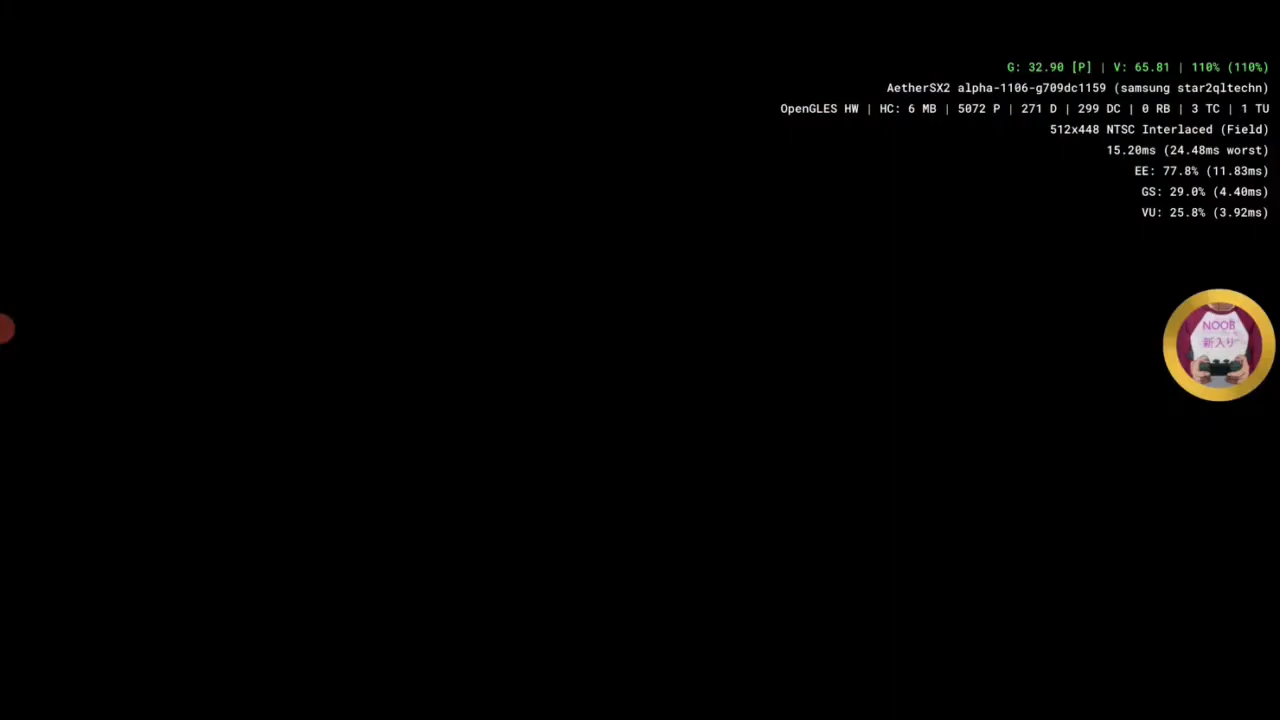 G: 32.90 [P] | V: 65.81 | 110% (110%)
AetherSX2 alpha-1106-g709dc1159 (samsung star2qltechn)
OpenGLES HW | HC: 6 MB | 5072 P | 271 D | 299 DC | 0 RB | 3 TC | 1 TU
512x448 NTSC Interlaced (Field)
15.20ms (24.48ms worst)
EE: 77.8% (11.83ms)
GS: 29.0% (4.40ms)
VU: 25.8% (3.92ms)
NOOB
新入り